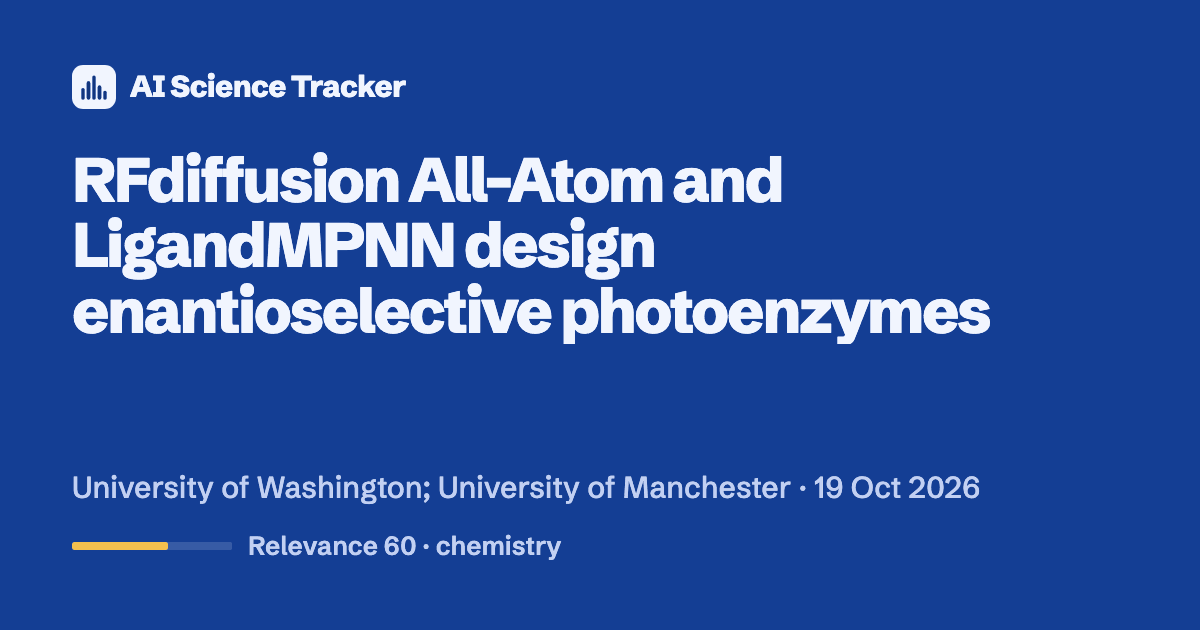 AI Science Tracker
RFdiffusion All-Atom and
LigandMPNN design
enantioselective photoenzymes
University of Washington; University of Manchester · 19 Oct 2026
Relevance 60 · chemistry